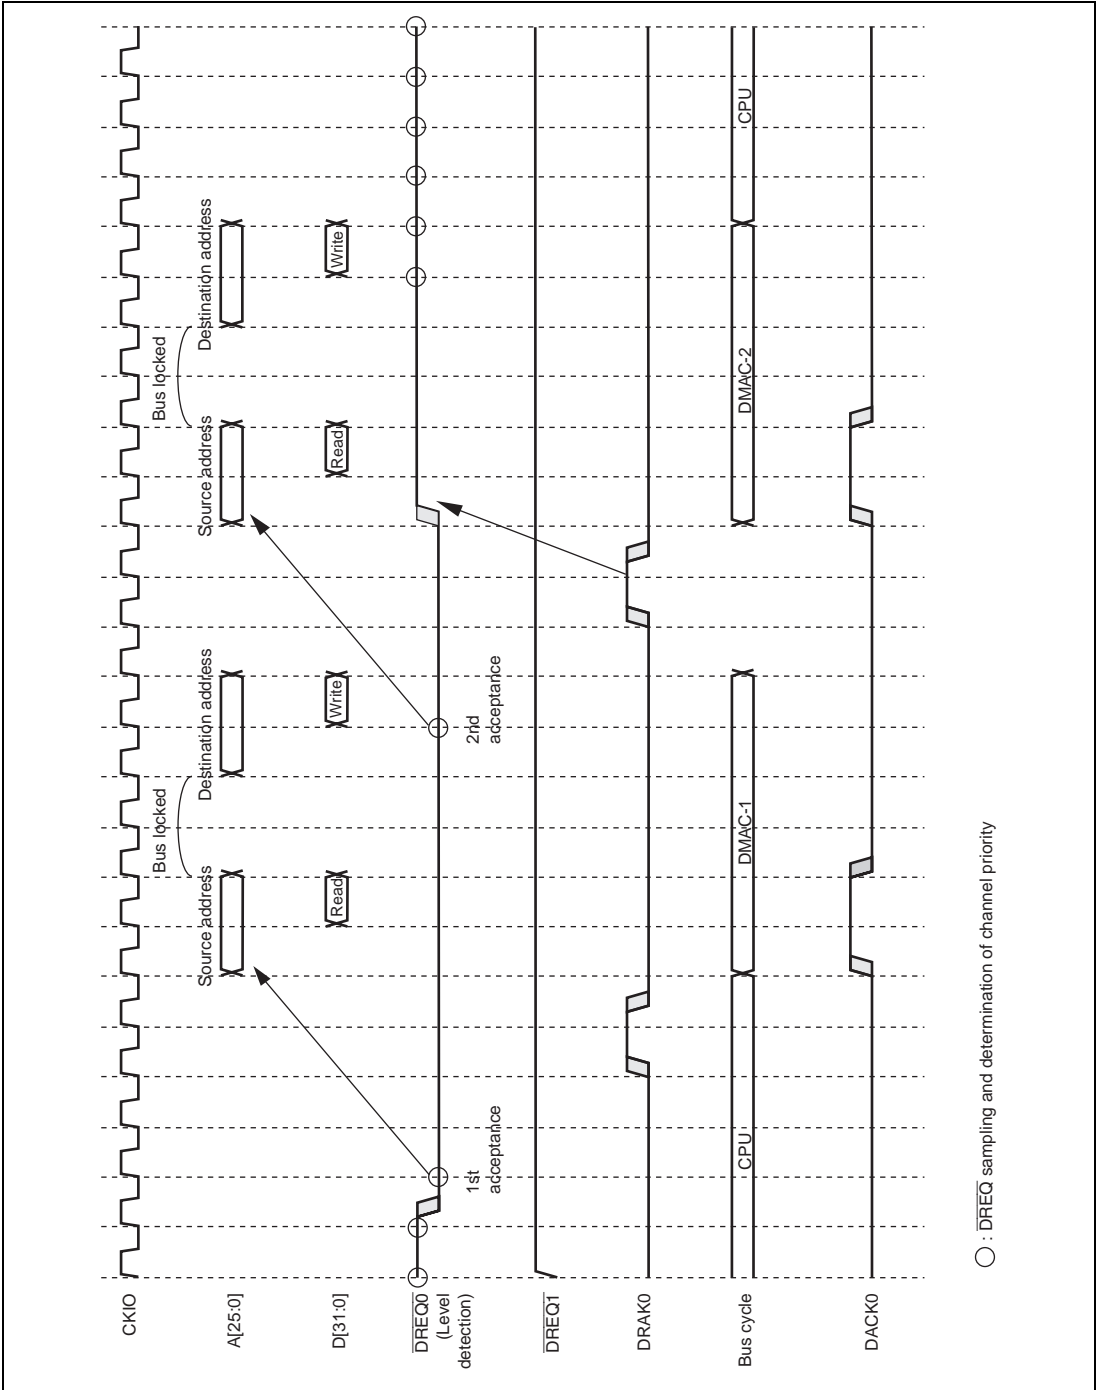 CKIO
Bus locked
Bus locked
A[25:0]
Source address
Destination address
Source address
Destination address
D[31:0]
Read
Write
Read
Write
DREQ0
(Level
detection)
1st
acceptance
2nd
acceptance
DREQ1
DRAK0
Bus cycle
CPU
DMAC-1
DMAC-2
CPU
DACK0
: DREQ sampling and determination of channel priority